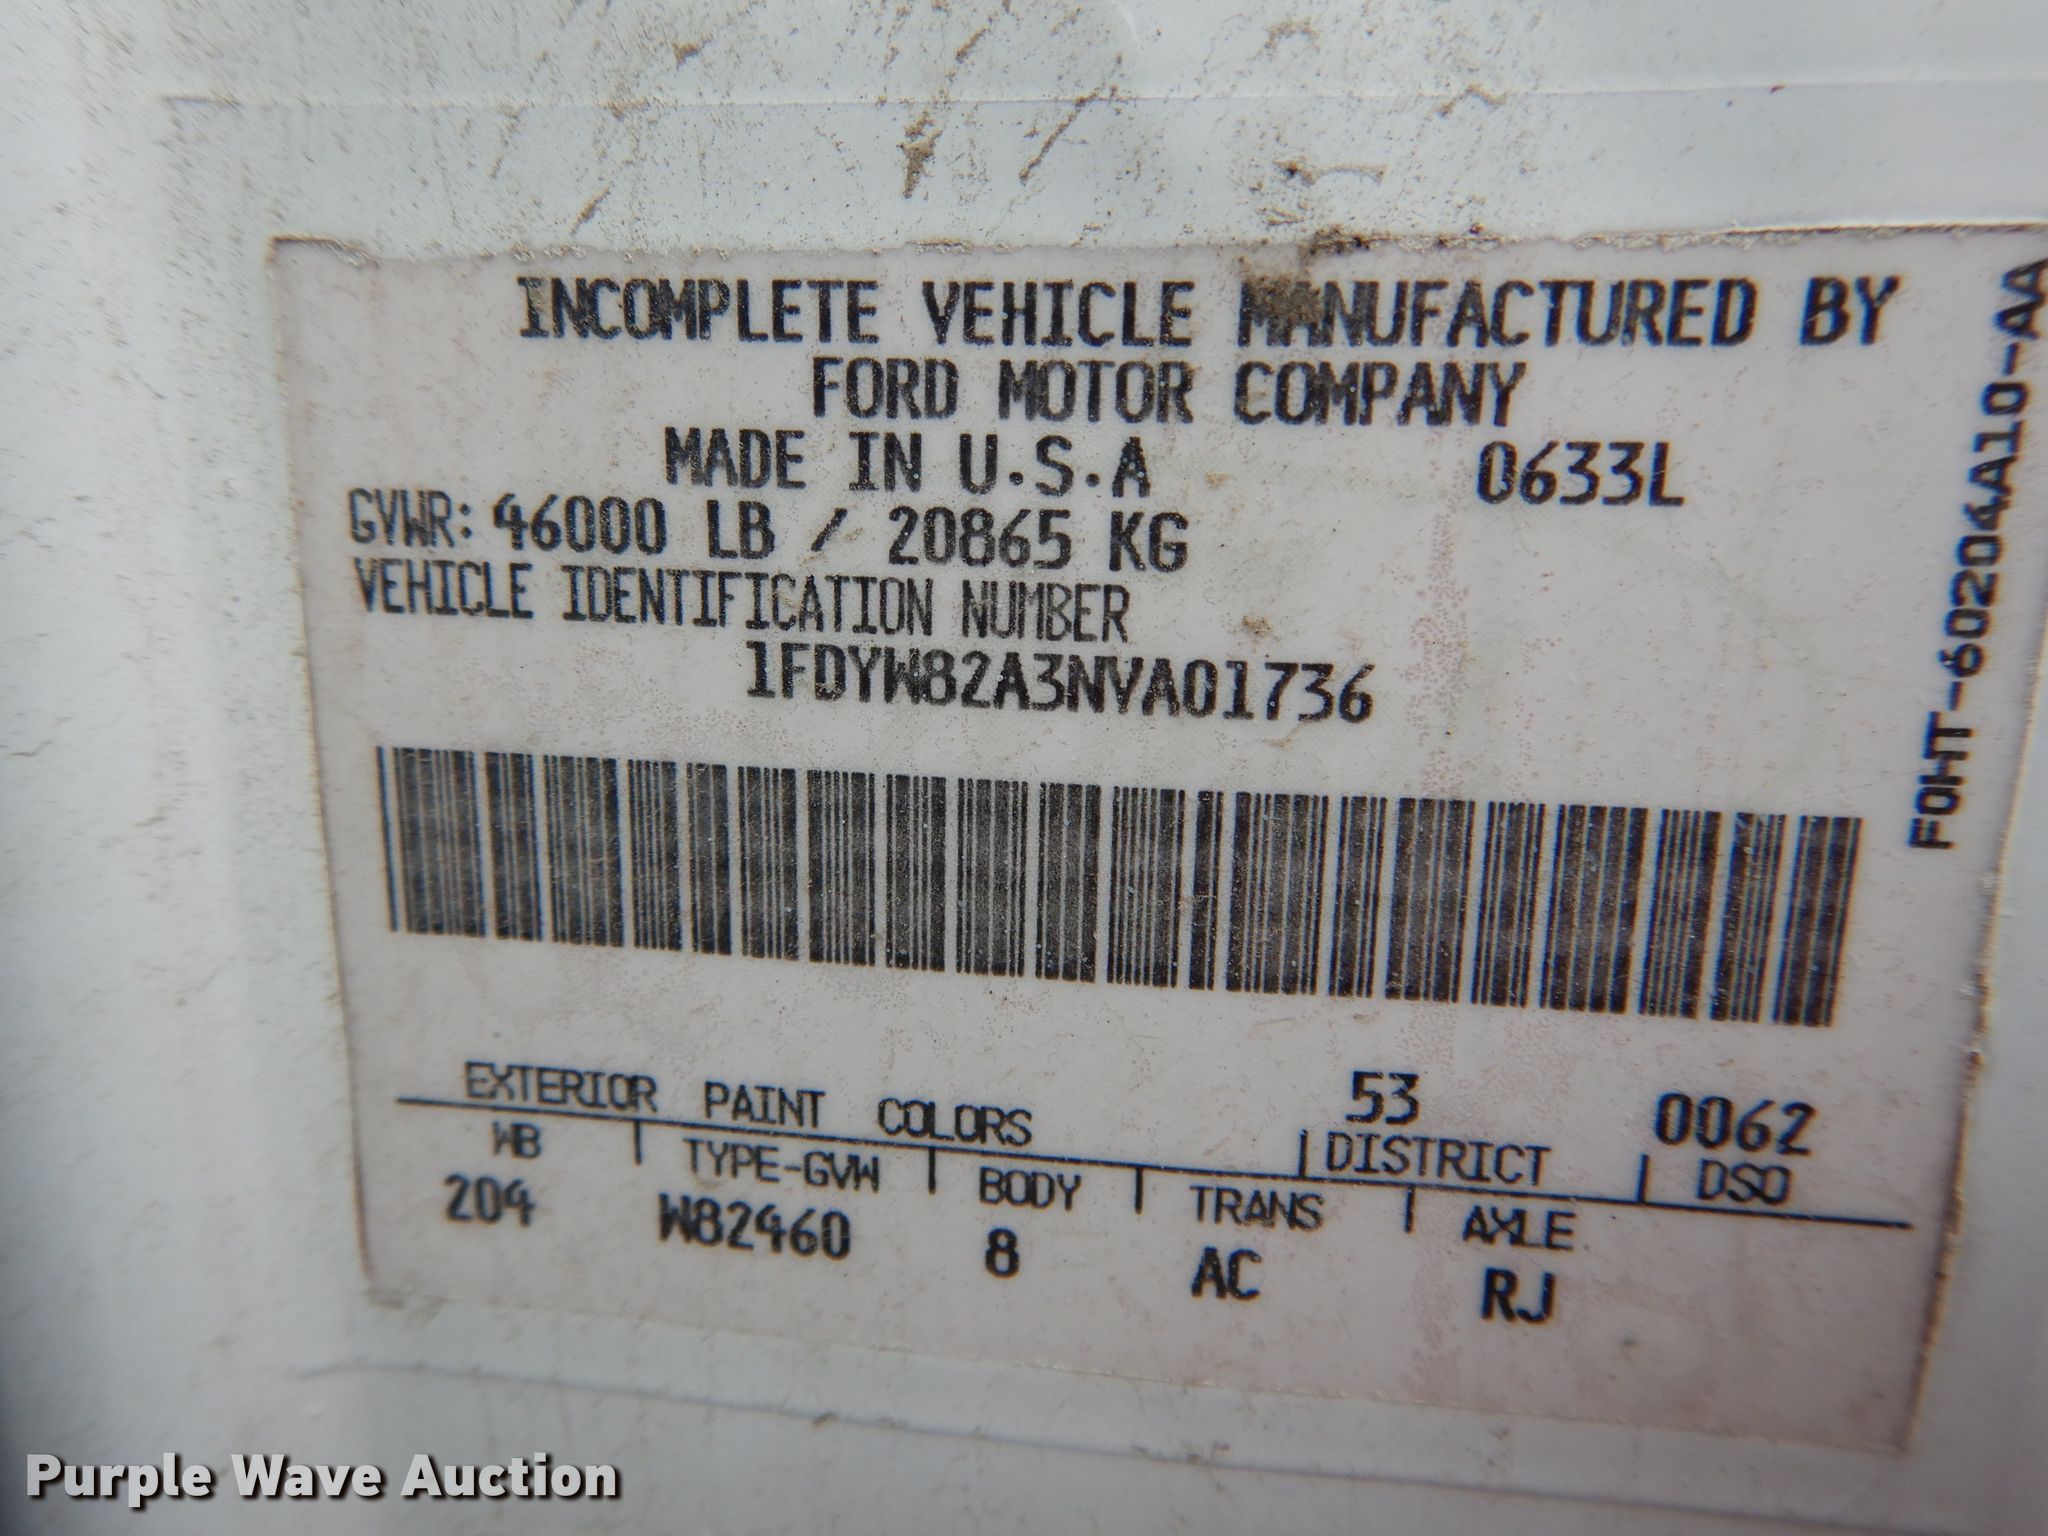 INCOMPLETE VEHICLE MANUFACTURED BY
FORD MOTOR COMPANY
MADE IN U.S.A 0633L
GVWR: 46000 LB / 20865 KG
VEHICLE IDENTIFICATION NUMBER
1FDYW82A3NVA01736
EXTERIOR PAINT COLORS 53 0062
DISTRICT DSO
WB TYPE-GVW BODY TRANS AXLE
204 W82460 8 AC RJ
F0HT-60204A10-AA
Purple Wave Auction